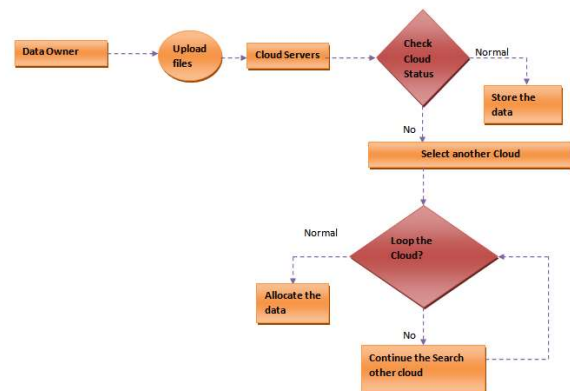 Data Owner
Upload
files
Cloud Servers
Check
Cloud
Status
Normal
Store the
data
No
Select another Cloud
Normal
Loop the
Cloud?
Allocate the
data
No
Continue the Search
other cloud